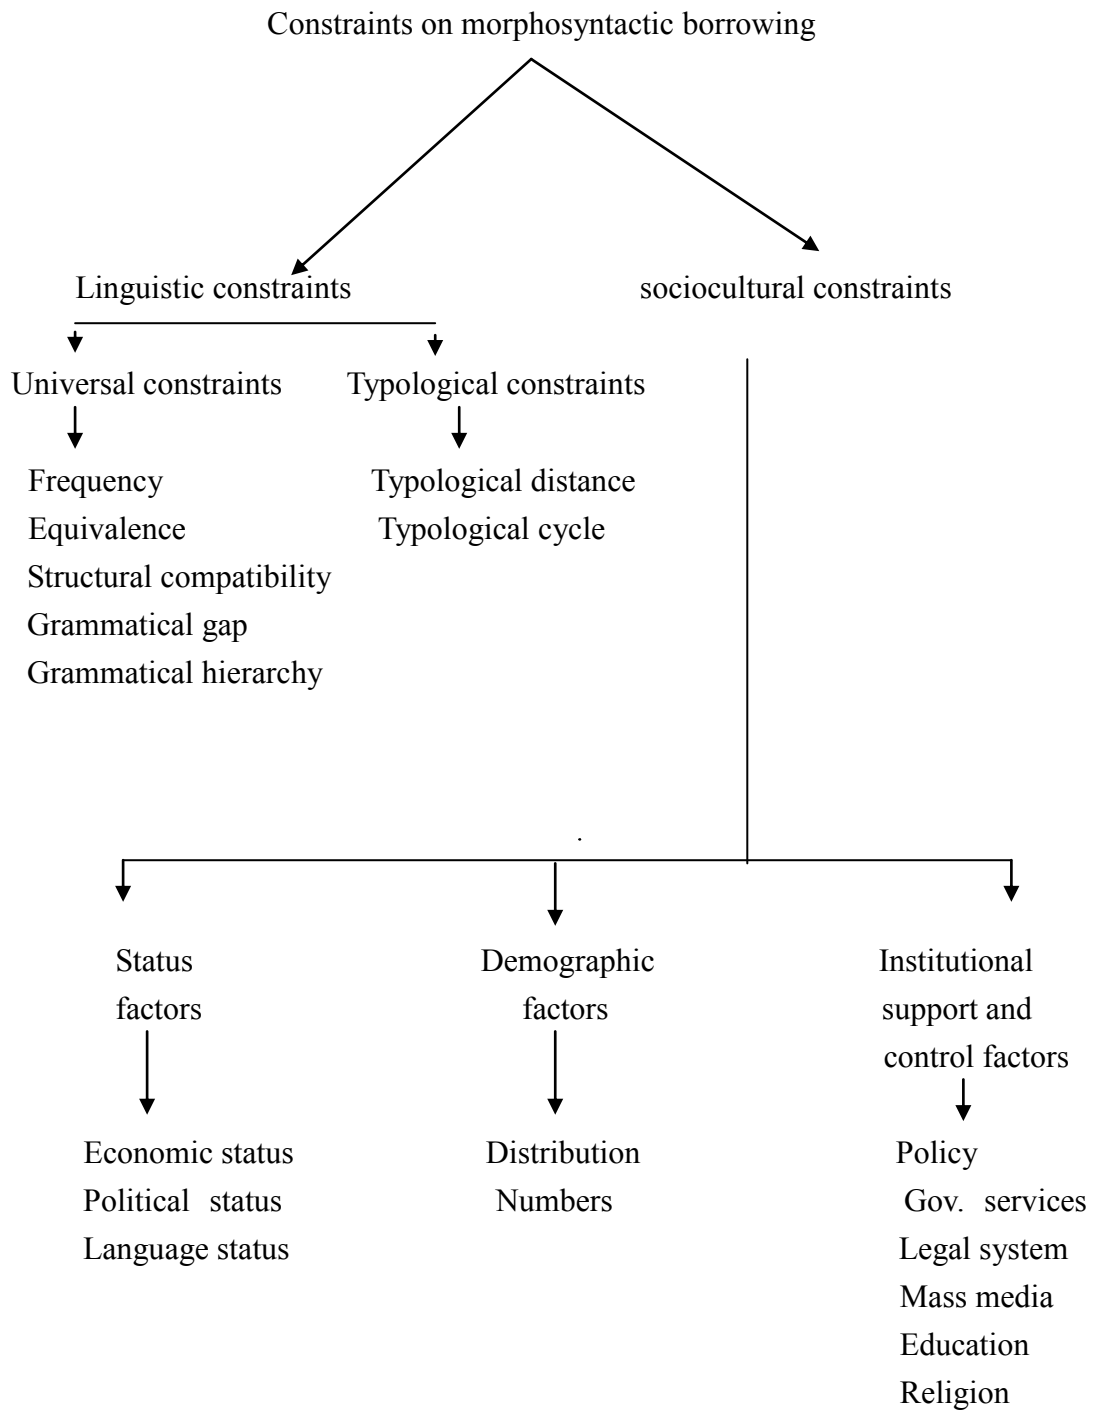 Constraints on morphosyntactic borrowing
Linguistic constraints
sociocultural constraints
Universal constraints
Typological constraints
Frequency
Equivalence
Structural compatibility
Grammatical gap
Grammatical hierarchy
Typological distance
Typological cycle
.
Status
factors
Economic status
Political status
Language status
Demographic
factors
Distribution
Numbers
Institutional
support and
control factors
Policy
Gov. services
Legal system
Mass media
Education
Religion